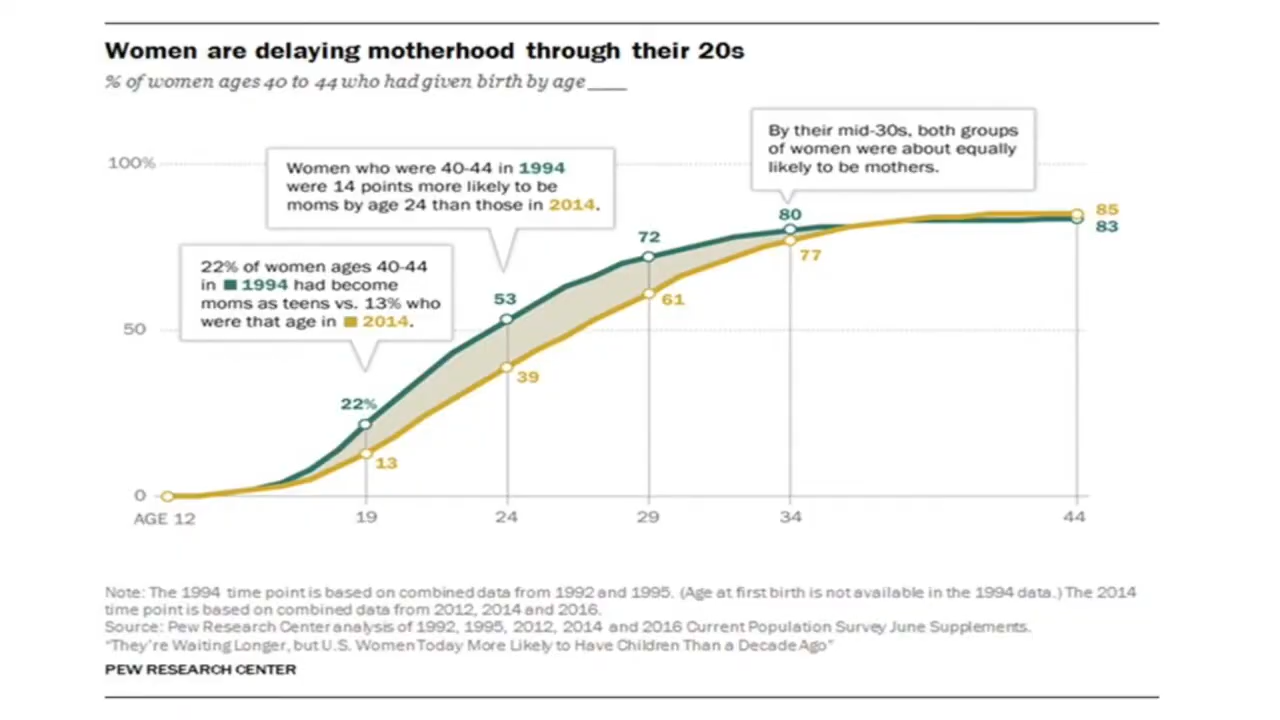 Women are delaying motherhood through their 20s
% of women ages 40 to 44 who had given birth by age ____
By their mid-30s, both groups
of women were about equally
likely to be mothers.
100%
Women who were 40-44 in 1994
were 14 points more likely to be
moms by age 24 than those in 2014.
22% of women ages 40-44
in 1994 had become
moms as teens vs. 13% who
were that age in 2014.
80
85
83
72
77
53
61
50
39
22%
13
0
AGE 12
19
24
29
34
44
Note: The 1994 time point is based on combined data from 1992 and 1995. (Age at first birth is not available in the 1994 data.) The 2014
time point is based on combined data from 2012, 2014 and 2016.
Source: Pew Research Center analysis of 1992, 1995, 2012, 2014 and 2016 Current Population Survey June Supplements.
"They're Waiting Longer, but U.S. Women Today More Likely to Have Children Than a Decade Ago"
PEW RESEARCH CENTER